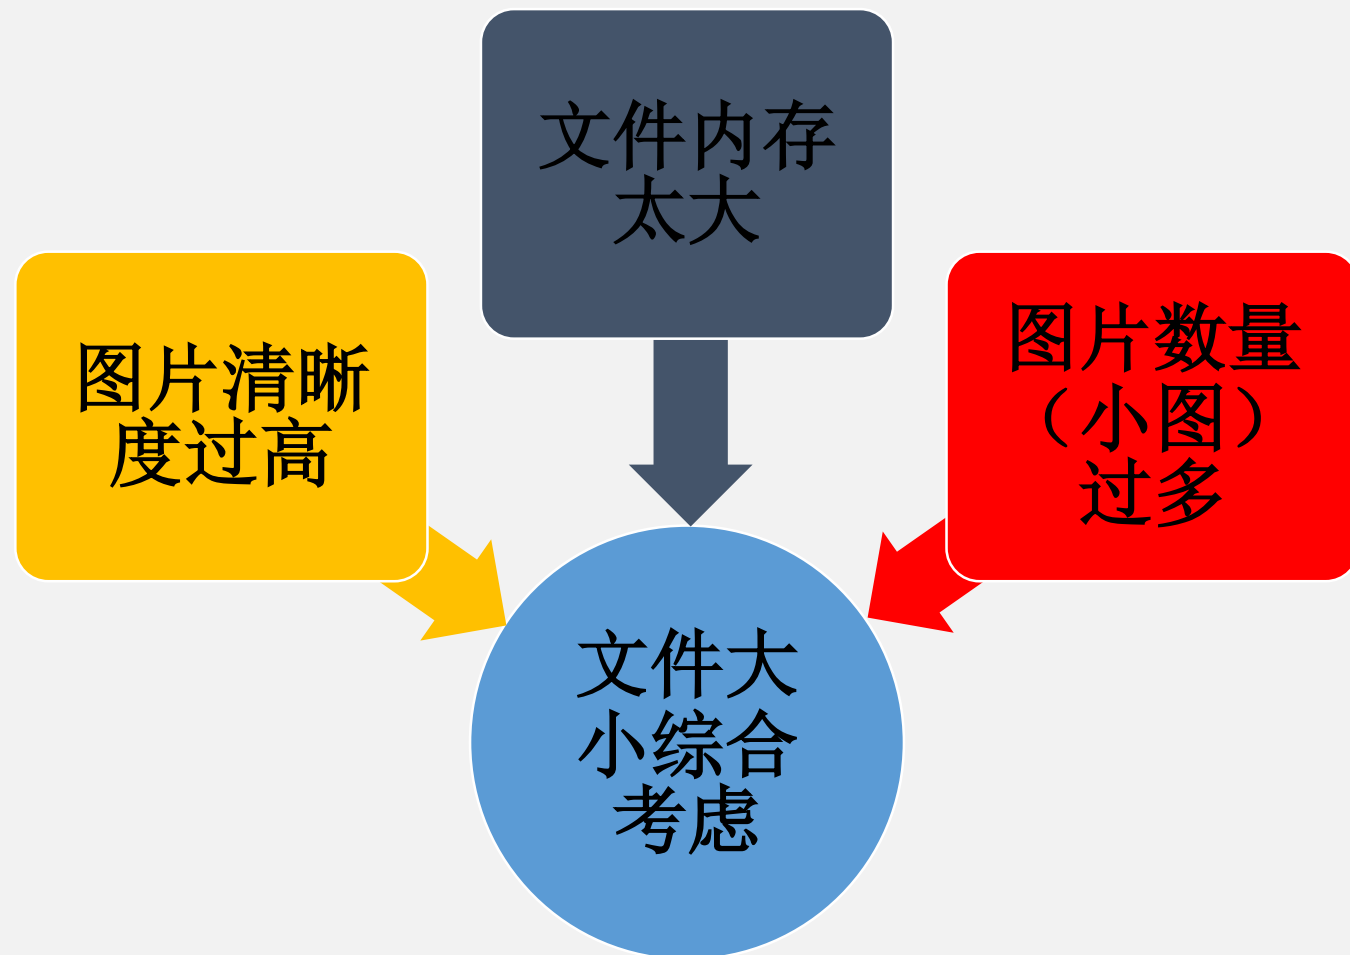 文件内存
太大
图片清晰
度过高
图片数量
（小图）
过多
文件大
小综合
考虑